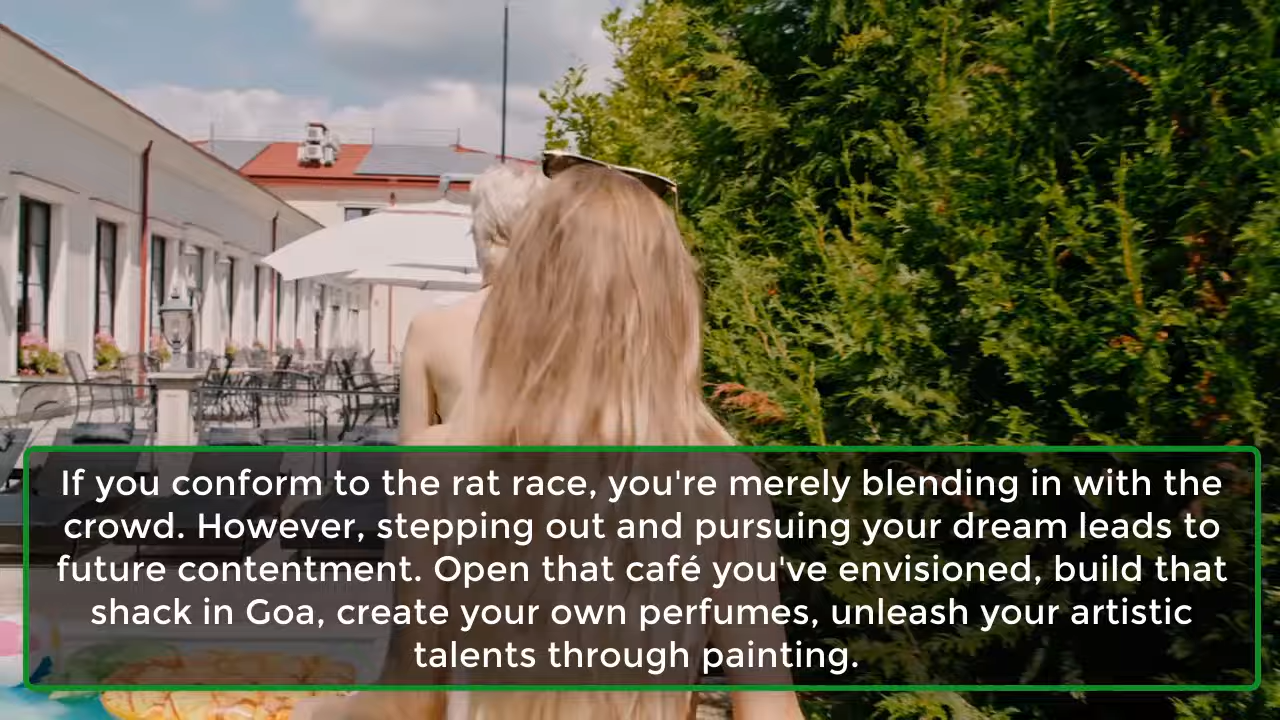 If you conform to the rat race, you're merely blending in with the
crowd. However, stepping out and pursuing your dream leads to
future contentment. Open that café you've envisioned, build that
shack in Goa, create your own perfumes, unleash your artistic
talents through painting.